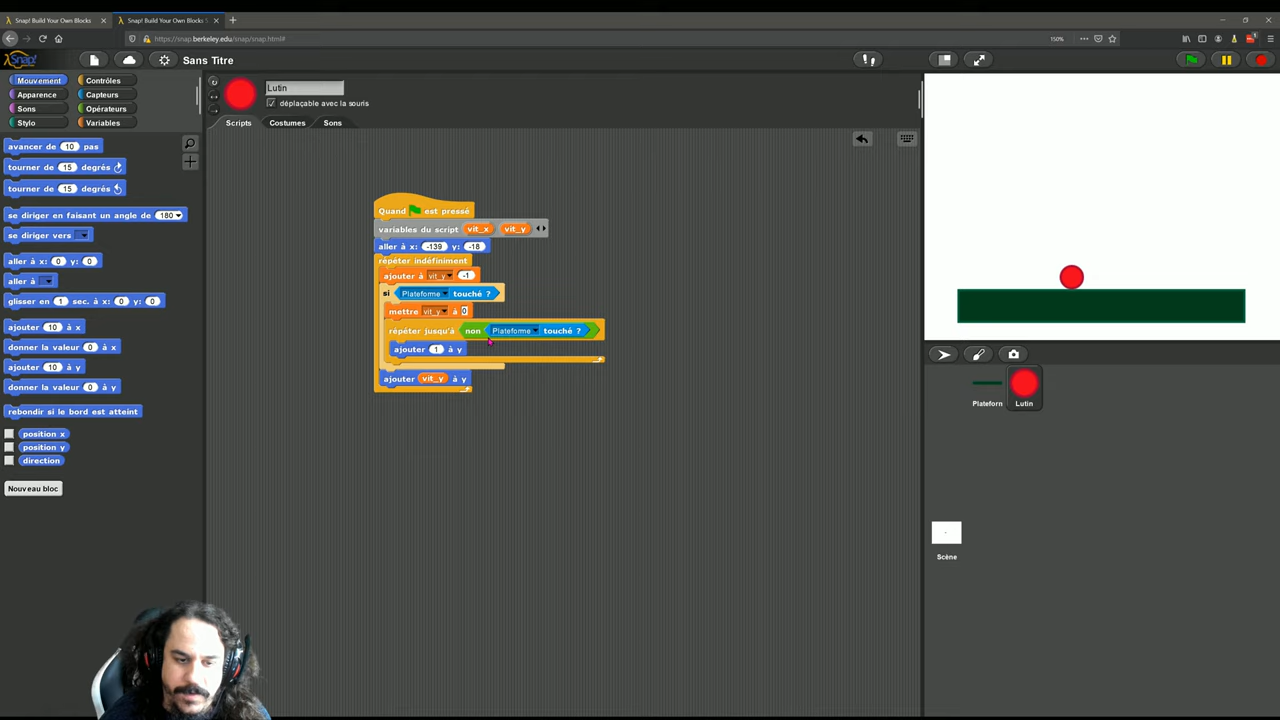 Snap! Build Your Own Blocks
Snap! Build Your Own Blocks S
https://snap.berkeley.edu/snap/snap.html#
150%
Snap!
Sans Titre
Mouvement
Contrôles
Apparence
Capteurs
Sons
Opérateurs
Stylo
Variables
avancer de 10 pas
tourner de 15 degrés
tourner de 15 degrés
se diriger en faisant un angle de 180
se diriger vers
aller à x: 0 y: 0
aller à
glisser en 1 sec. à x: 0 y: 0
ajouter 10 à x
donner la valeur 0 à x
ajouter 10 à y
donner la valeur 0 à y
rebondir si le bord est atteint
position x
position y
direction
Nouveau bloc
Lutin
déplaçable avec la souris
Scripts
Costumes
Sons
Quand est pressé
variables du script vit_x vit_y
aller à x: -139 y: -18
répéter indéfiniment
ajouter à vit_y -1
si Plateforme touché ?
mettre vit_y à 0
répéter jusqu'à non Plateforme touché ?
ajouter 1 à y
ajouter vit_y à y
Plateforn
Lutin
Scène